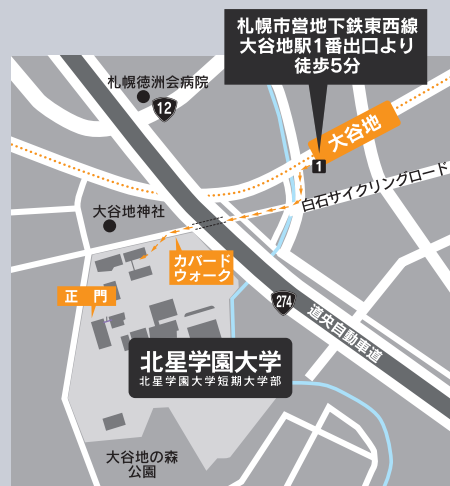 札幌市営地下鉄東西線
大谷地駅1番出口より
徒歩5分
札幌徳洲会病院
12
大谷地
1
白石サイクリングロード
大谷地神社
カバード
ウォーク
正門
274
道央自動車道
北星学園大学
北星学園大学短期大学部
大谷地の森
公園